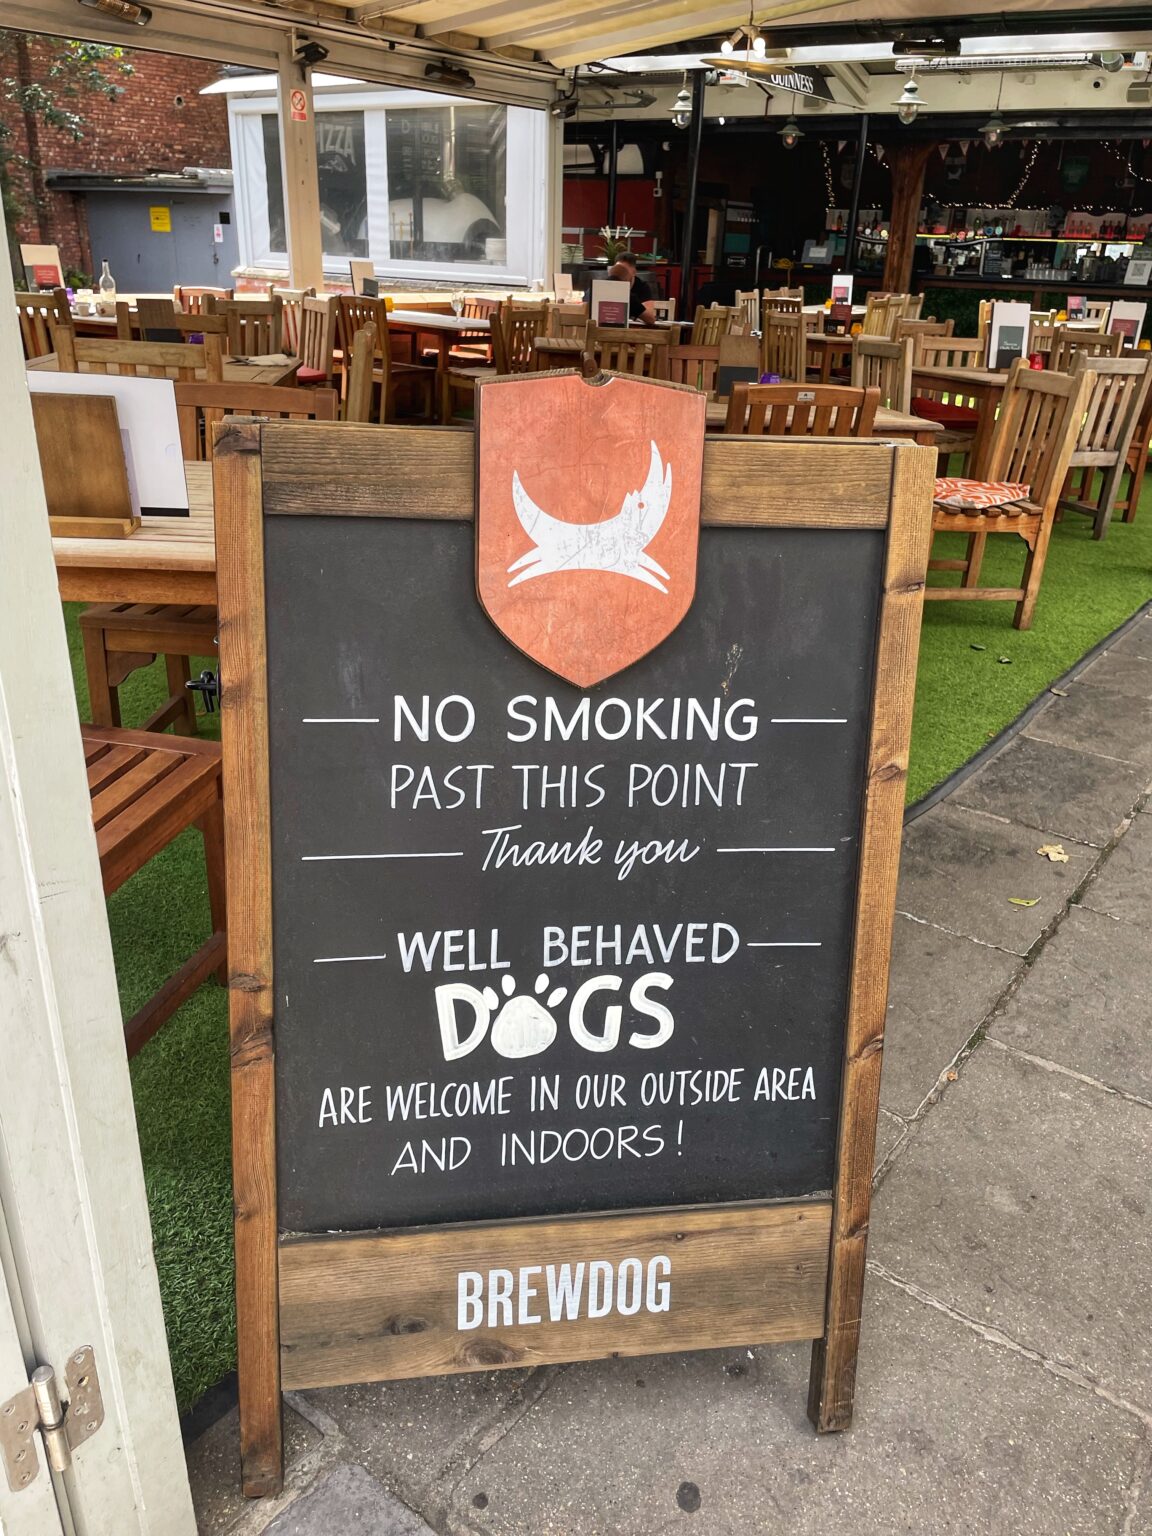 GUINNESS
NO SMOKING
PAST THIS POINT
Thank you
WELL BEHAVED
DOGS
ARE WELCOME IN OUR OUTSIDE AREA
AND INDOORS!
BREWDOG